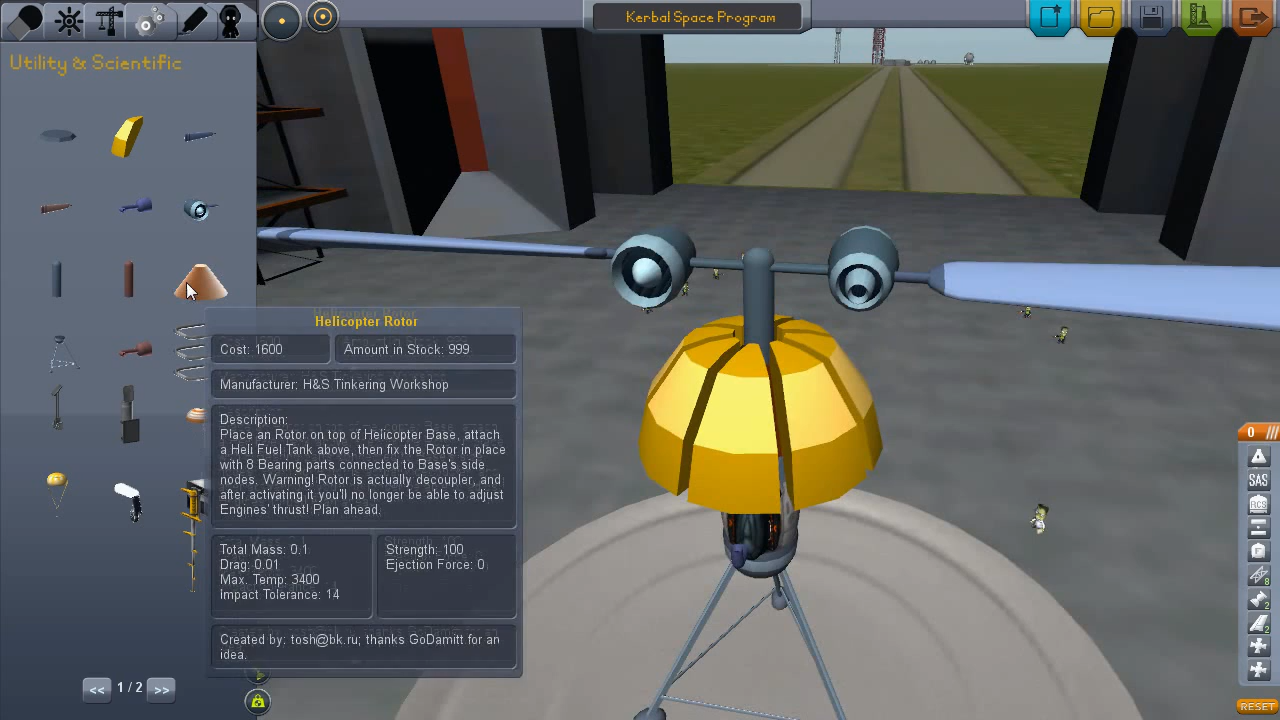 Kerbal Space Program
Utility & Scientific
Helicopter Rotor
Cost: 1600
Amount in Stock: 999
Manufacturer: H&S Tinkering Workshop
Description:
Place an Rotor on top of Helicopter Base, attach
a Heli Fuel Tank above, then fix the Rotor in place
with 8 Bearing parts connected to Base's side
nodes. Warning! Rotor is actually decoupler, and
after activating it you'll no longer be able to adjust
Engines' thrust! Plan ahead.
Total Mass: 0.1
Drag: 0.01
Max. Temp: 3400
Impact Tolerance: 14
Strength: 100
Ejection Force: 0
Created by: tosh@bk.ru; thanks GoDamitt for an
idea.
<< 1 / 2 >>
0
SAS
RCS
8
2
2
RESET